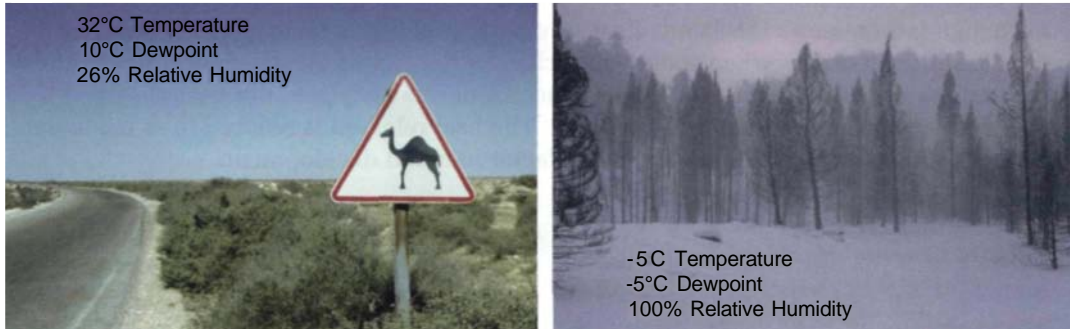 32°C Temperature
10°C Dewpoint
26% Relative Humidity
-5C Temperature
-5°C Dewpoint
100% Relative Humidity